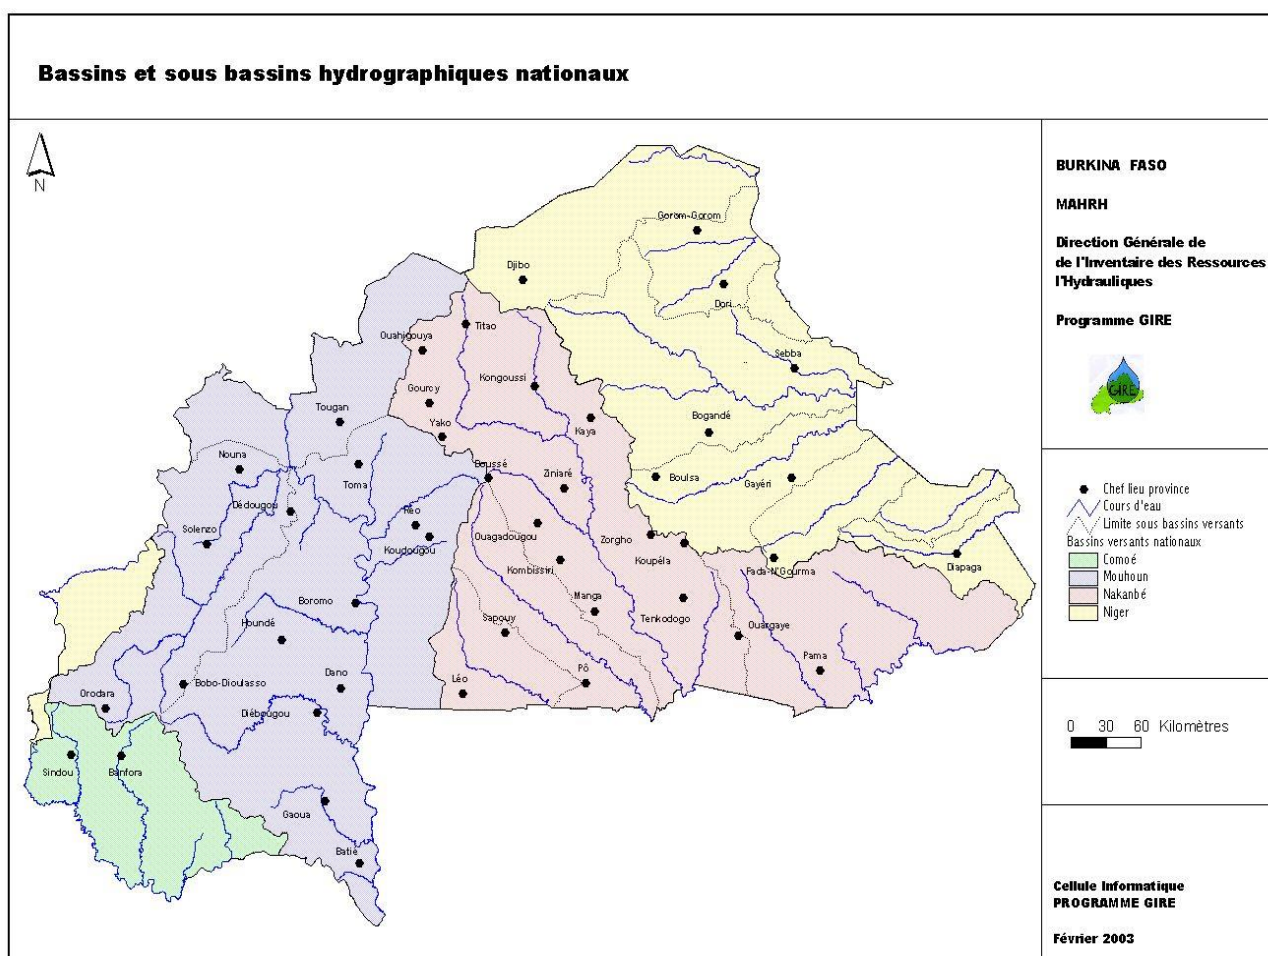 Bassins et sous bassins hydrographiques nationaux
N
BURKINA FASO
MAHRH
Direction Générale de
de l'Inventaire des Ressources
l'Hydrauliques
Programme GIRE
GIRE
Chef lieu province
Cours d'eau
Limite sous bassins versants
Bassins versants nationaux
Comoé
Mouhoun
Nakanbé
Niger
0 30 60 Kilomètres
Cellule Informatique
PROGRAMME GIRE
Février 2003
Gorom-Gorom
Djibo
Dori
Titao
Ouahigouya
Sebba
Kongoussi
Gourcy
Tougan
Bogandé
Yako
Kaya
Nouna
Boussé
Ziniaré
Boulsa
Gayéri
Toma
Dédougou
Réo
Solenzo
Ouagadougou
Zorgho
Koudougou
Koupéla
Kombissiri
Fada-N'Gourma
Diapaga
Boromo
Manga
Houndé
Sapouy
Tenkodogo
Ouargaye
Pama
Pô
Dano
Léo
Bobo-Dioulasso
Orodara
Diébougou
Sindou
Banfora
Gaoua
Batié